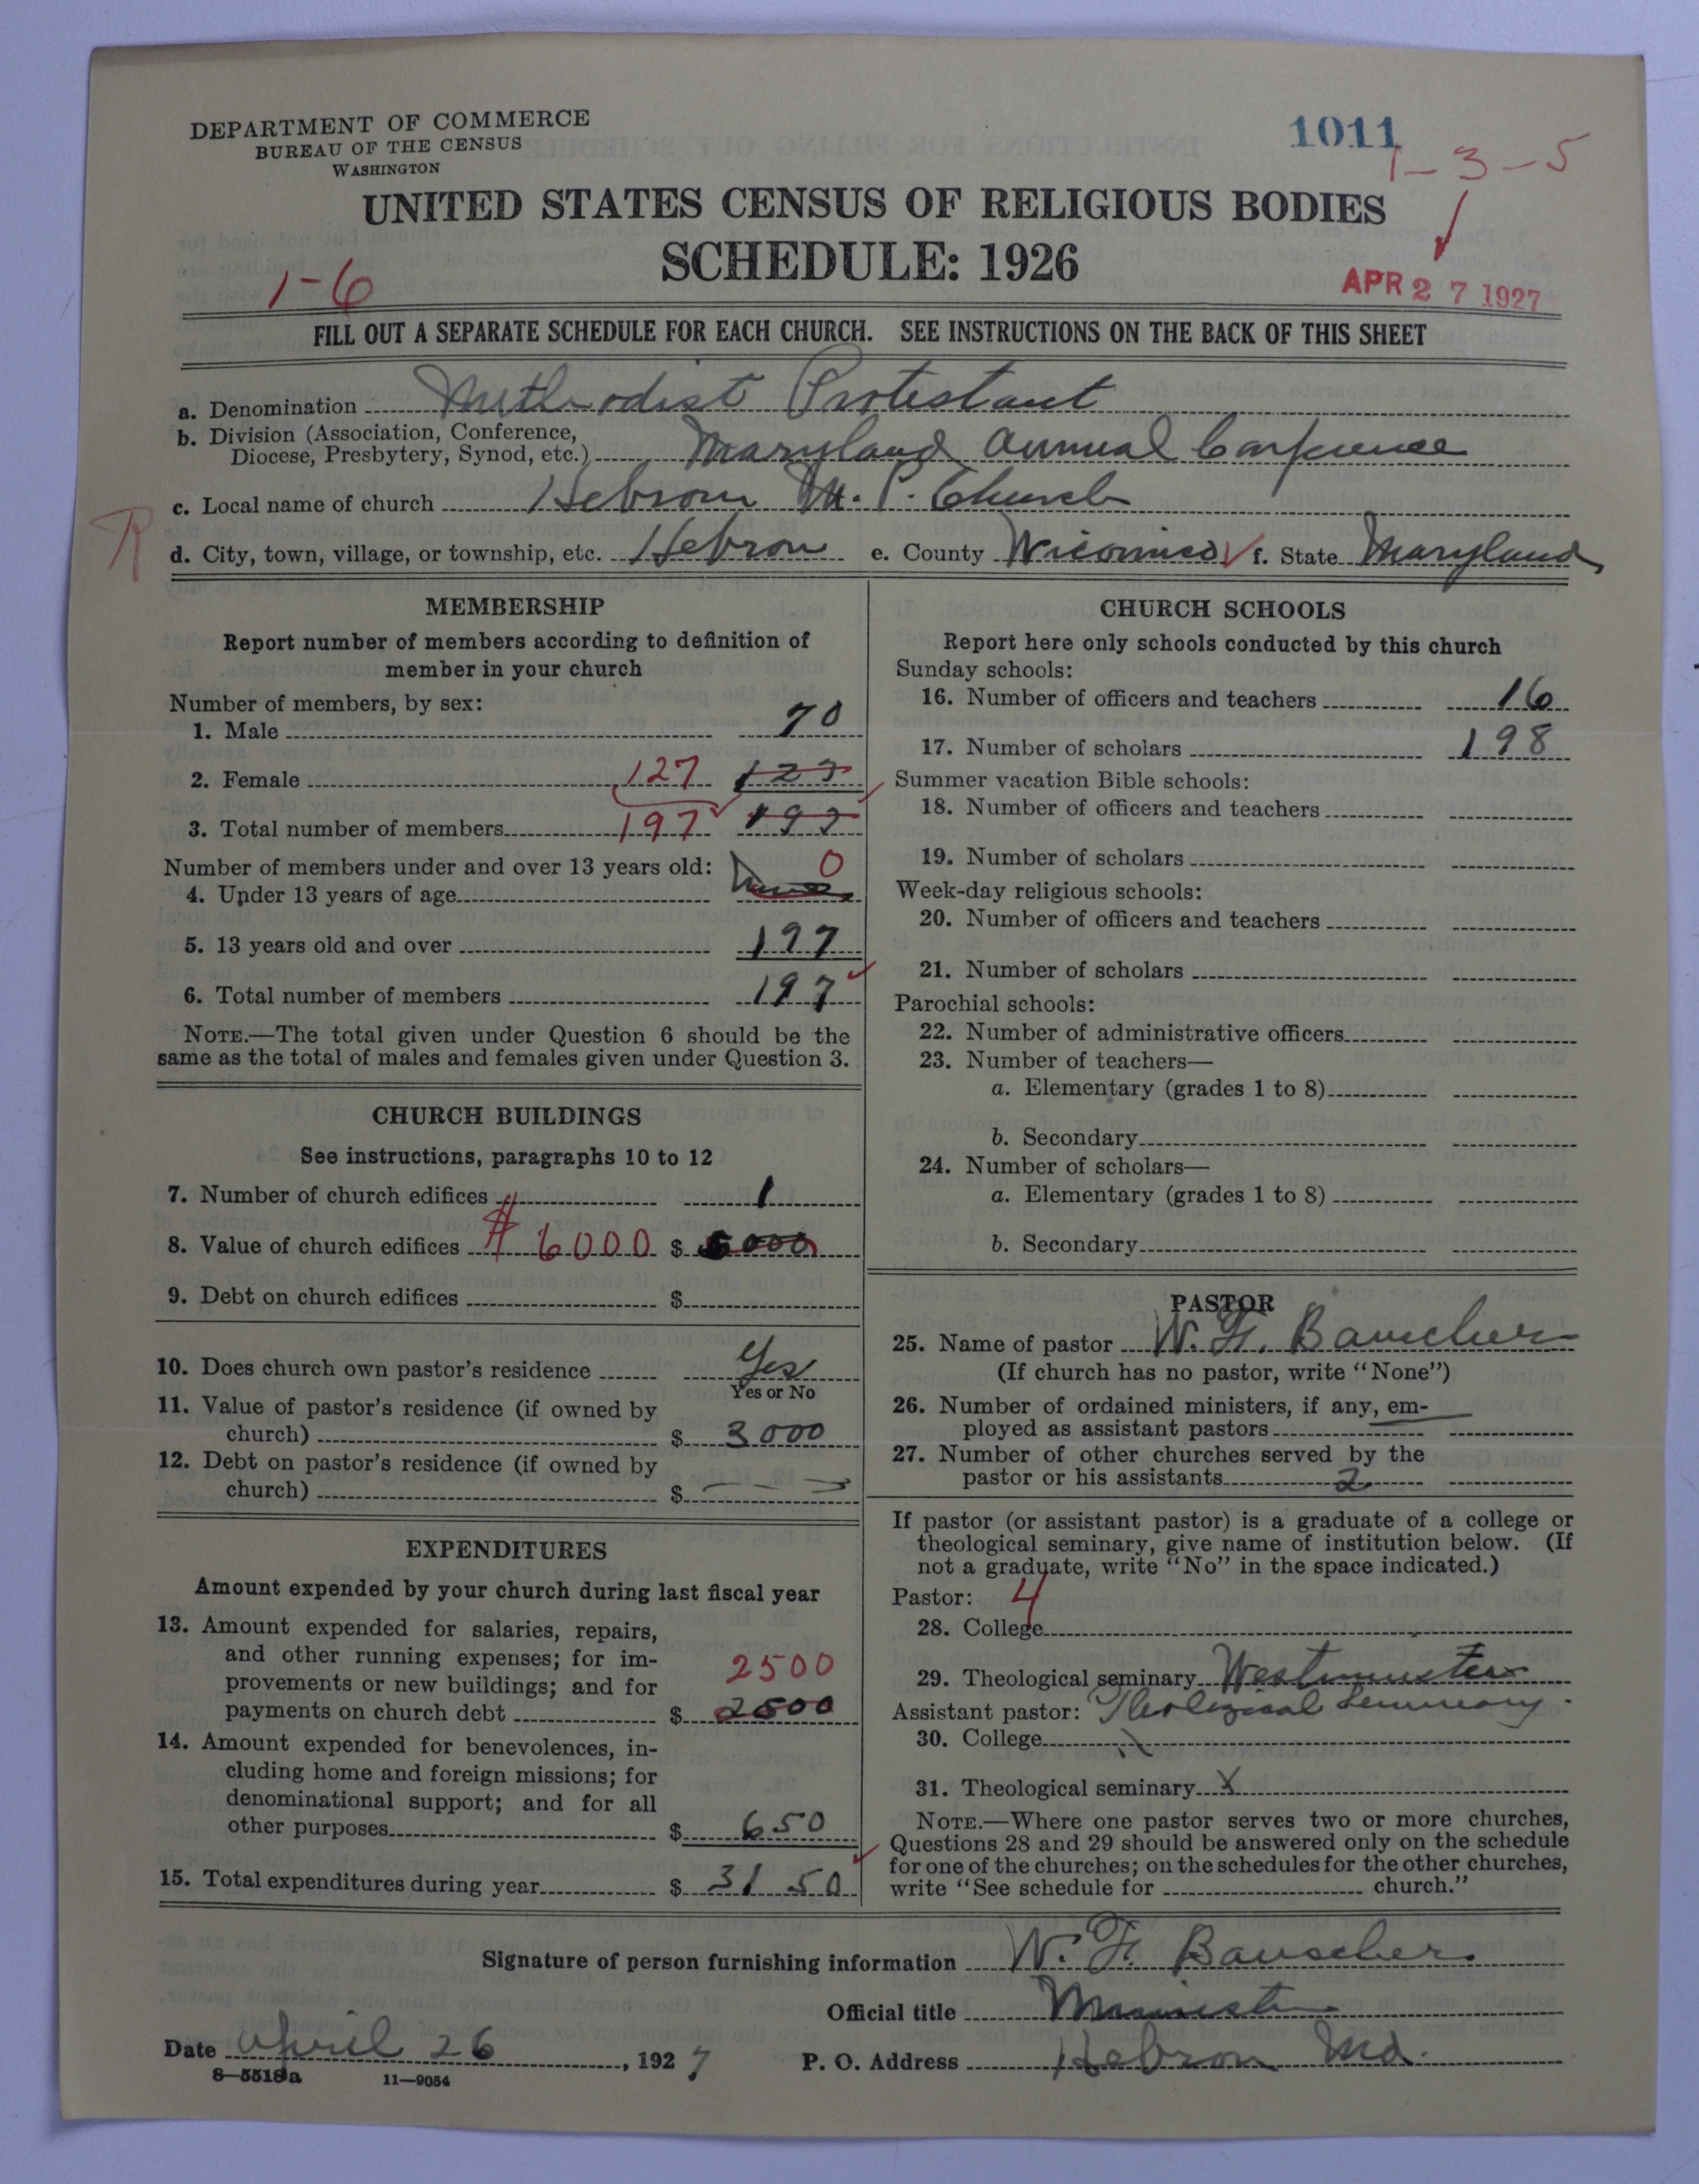 DEPARTMENT OF COMMERCE
BUREAU OF THE CENSUS
WASHINGTON
1011
1-3-5
UNITED STATES CENSUS OF RELIGIOUS BODIES
SCHEDULE: 1926
1-6
APR 27 1927
FILL OUT A SEPARATE SCHEDULE FOR EACH CHURCH. SEE INSTRUCTIONS ON THE BACK OF THIS SHEET
a. Denomination Methodist Protestant
b. Division (Association, Conference,
Diocese, Presbytery, Synod, etc.) Maryland Annual Conference
c. Local name of church Hebron M. P. Church
R
d. City, town, village, or township, etc. Hebron e. County Wicomico f. State Maryland
MEMBERSHIP
Report number of members according to definition of
member in your church
Number of members, by sex:
1. Male 70
2. Female 127 127
3. Total number of members 197 197
Number of members under and over 13 years old: 0
4. Under 13 years of age
5. 13 years old and over 197
6. Total number of members 197
NOTE.—The total given under Question 6 should be the
same as the total of males and females given under Question 3.
CHURCH BUILDINGS
See instructions, paragraphs 10 to 12
7. Number of church edifices 1
8. Value of church edifices # 6000 $ 6000
9. Debt on church edifices $
10. Does church own pastor's residence Yes
Yes or No
11. Value of pastor's residence (if owned by
church) $ 3000
12. Debt on pastor's residence (if owned by
church) $
EXPENDITURES
Amount expended by your church during last fiscal year
13. Amount expended for salaries, repairs,
and other running expenses; for im-
provements or new buildings; and for 2500
payments on church debt $ 2500
14. Amount expended for benevolences, in-
cluding home and foreign missions; for
denominational support; and for all
other purposes $ 650
15. Total expenditures during year $ 3150
CHURCH SCHOOLS
Report here only schools conducted by this church
Sunday schools:
16. Number of officers and teachers 16
17. Number of scholars 198
Summer vacation Bible schools:
18. Number of officers and teachers
19. Number of scholars
Week-day religious schools:
20. Number of officers and teachers
21. Number of scholars
Parochial schools:
22. Number of administrative officers
23. Number of teachers—
a. Elementary (grades 1 to 8)
b. Secondary
24. Number of scholars—
a. Elementary (grades 1 to 8)
b. Secondary
PASTOR
25. Name of pastor W. F. Bauscher
(If church has no pastor, write "None")
26. Number of ordained ministers, if any, em-
ployed as assistant pastors
27. Number of other churches served by the
pastor or his assistants 2
If pastor (or assistant pastor) is a graduate of a college or
theological seminary, give name of institution below. (If
not a graduate, write "No" in the space indicated.)
Pastor: 4
28. College
29. Theological seminary Westminster
Assistant pastor: Theological Seminary.
30. College x
31. Theological seminary x
NOTE.—Where one pastor serves two or more churches,
Questions 28 and 29 should be answered only on the schedule
for one of the churches; on the schedules for the other churches,
write "See schedule for church."
Signature of person furnishing information W. F. Bauscher.
Official title Minister
Date April 26, 1927 P. O. Address Hebron Md.
8-5518a 11-9054